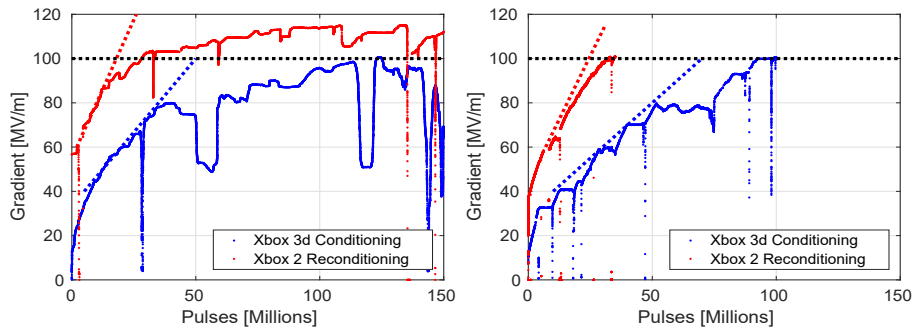 120
100
80
60
40
20
0
Gradient [MV/m]
0
50
100
150
Pulses [Millions]
Xbox 3d Conditioning
Xbox 2 Reconditioning
120
100
80
60
40
20
0
Gradient [MV/m]
0
50
100
150
Pulses [Millions]
Xbox 3d Conditioning
Xbox 2 Reconditioning